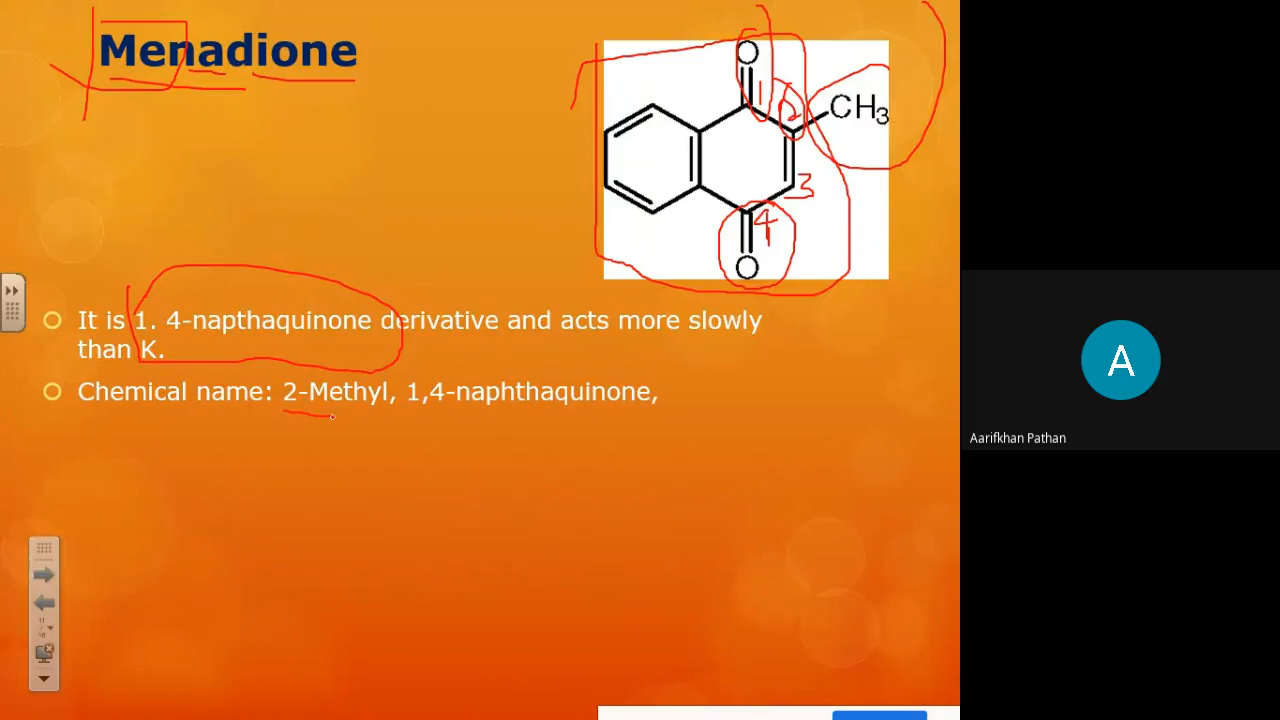 Menadione
O
1
2
CH3
3
4
O
It is 1. 4-napthaquinone derivative and acts more slowly
than K.
Chemical name: 2-Methyl, 1,4-naphthaquinone,
A
Aarifkhan Pathan